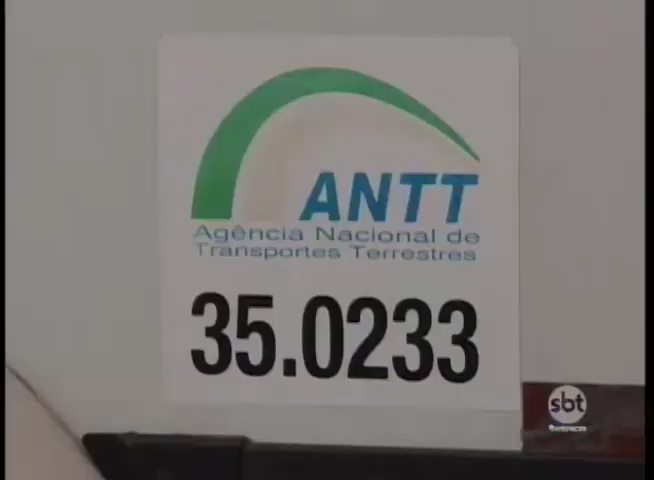 ANTT
Agência Nacional de
Transportes Terrestres
35.0233
sbt